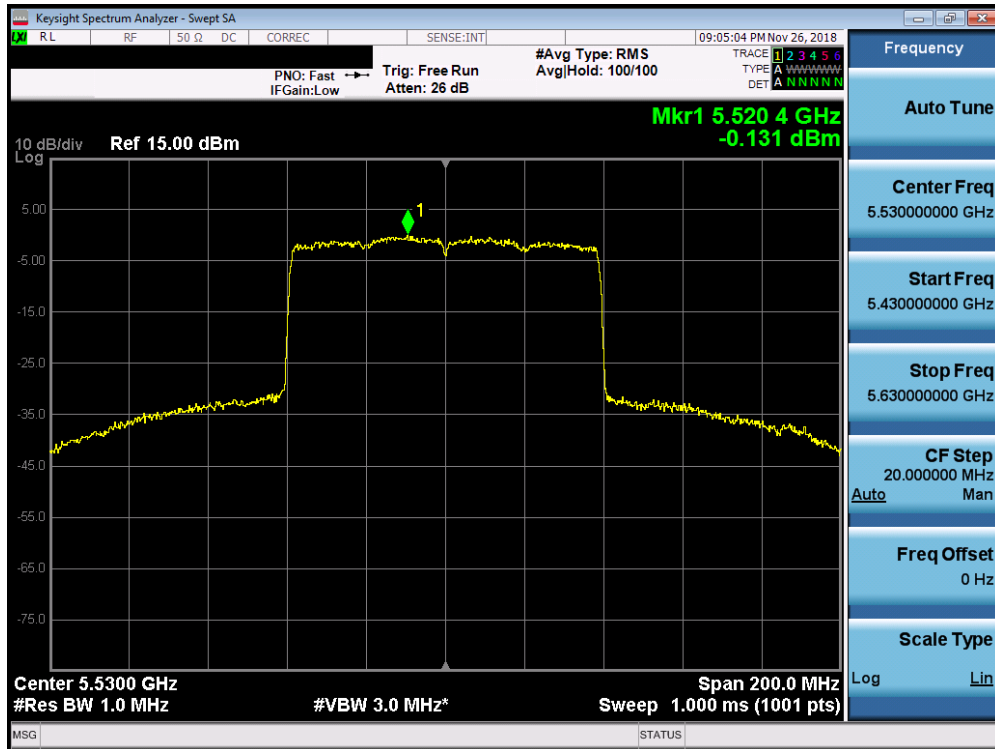 Keysight Spectrum Analyzer - Swept SA
LXI RL RF 50 Ω DC CORREC SENSE:INT 09:05:04 PM Nov 26, 2018
PNO: Fast
IFGain:Low
Trig: Free Run
Atten: 26 dB
#Avg Type: RMS
Avg|Hold: 100/100
TRACE 1 2 3 4 5 6
TYPE A WWWWW
DET A N N N N N
Mkr1 5.520 4 GHz
-0.131 dBm
10 dB/div
Log
Ref 15.00 dBm
1
5.00
-5.00
-15.0
-25.0
-35.0
-45.0
-55.0
-65.0
-75.0
Center 5.5300 GHz
Span 200.0 MHz
#Res BW 1.0 MHz
#VBW 3.0 MHz*
Sweep 1.000 ms (1001 pts)
MSG
STATUS
Frequency
Auto Tune
Center Freq
5.530000000 GHz
Start Freq
5.430000000 GHz
Stop Freq
5.630000000 GHz
CF Step
20.000000 MHz
Auto Man
Freq Offset
0 Hz
Scale Type
Log Lin